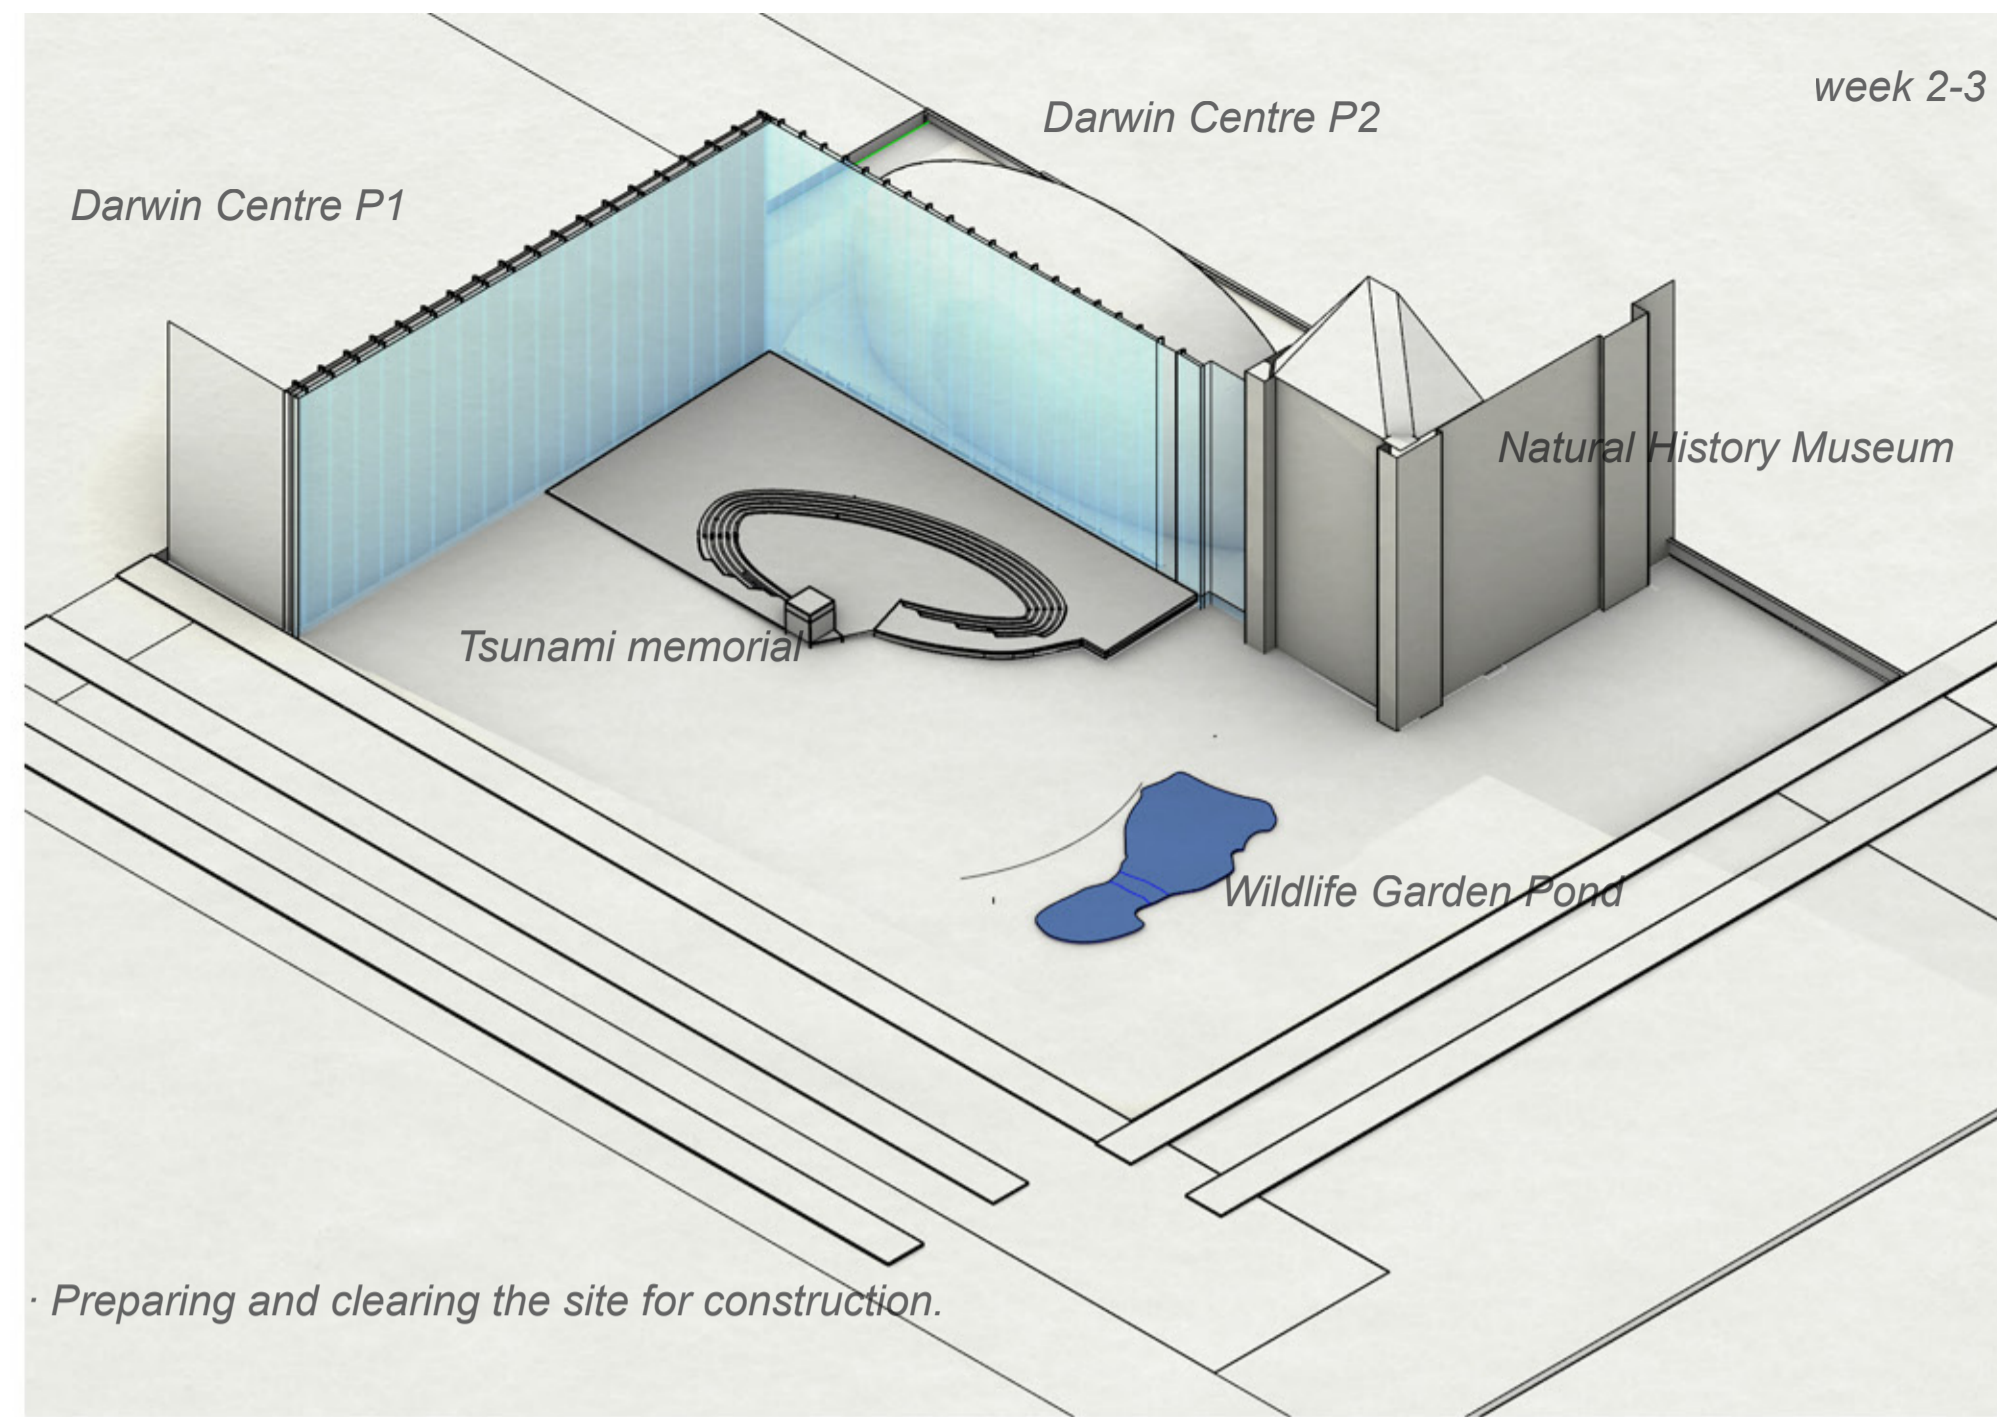 week 2-3
Darwin Centre P2
Darwin Centre P1
Natural History Museum
Tsunami memorial
Wildlife Garden Pond
· Preparing and clearing the site for construction.